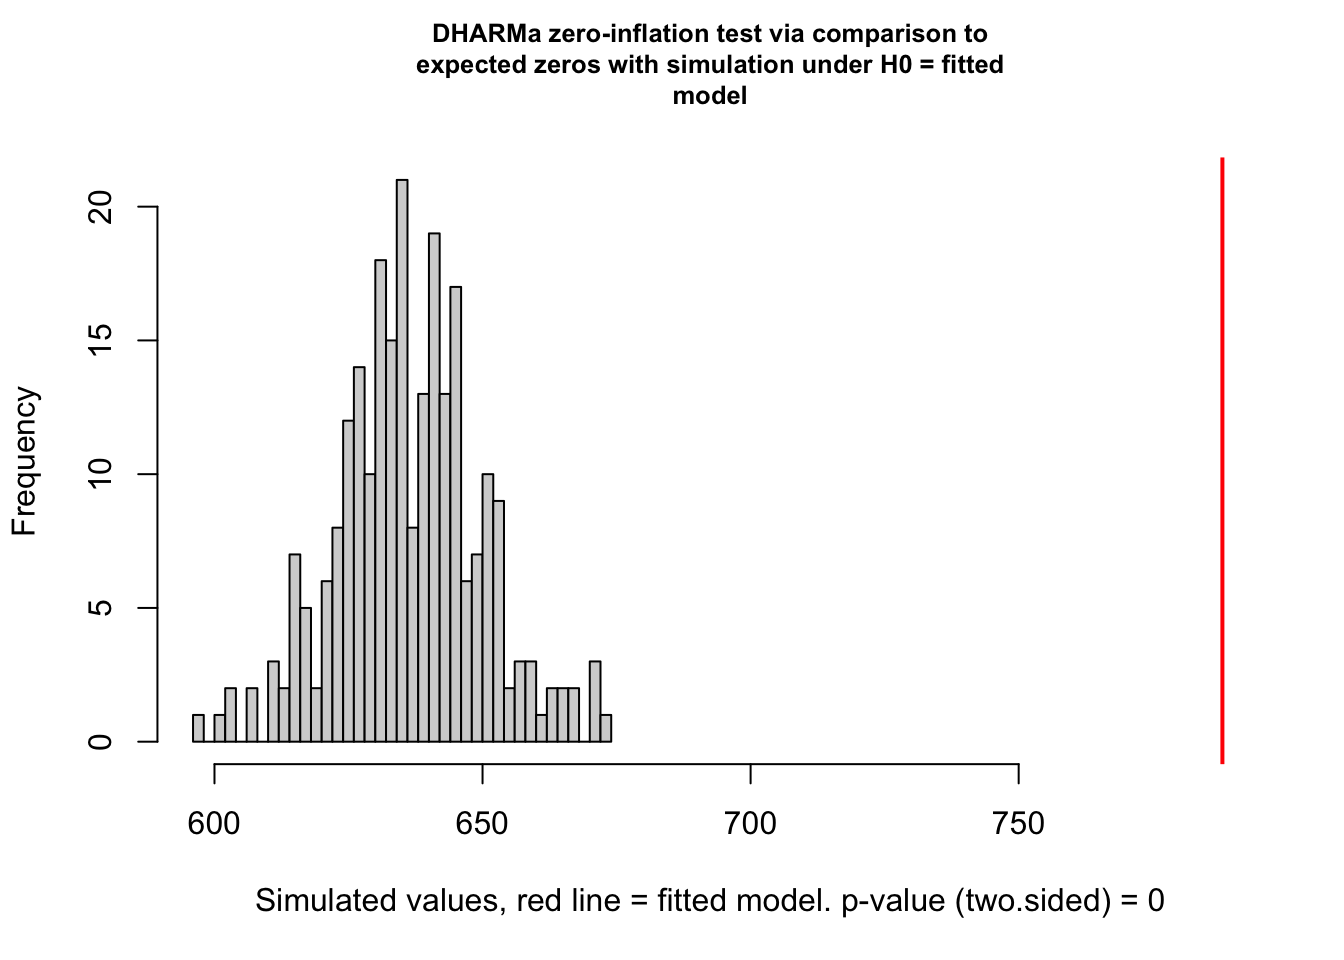 DHARMa zero-inflation test via comparison to
expected zeros with simulation under H0 = fitted
model
Frequency
20
15
10
5
0
600 650 700 750
Simulated values, red line = fitted model. p-value (two.sided) = 0